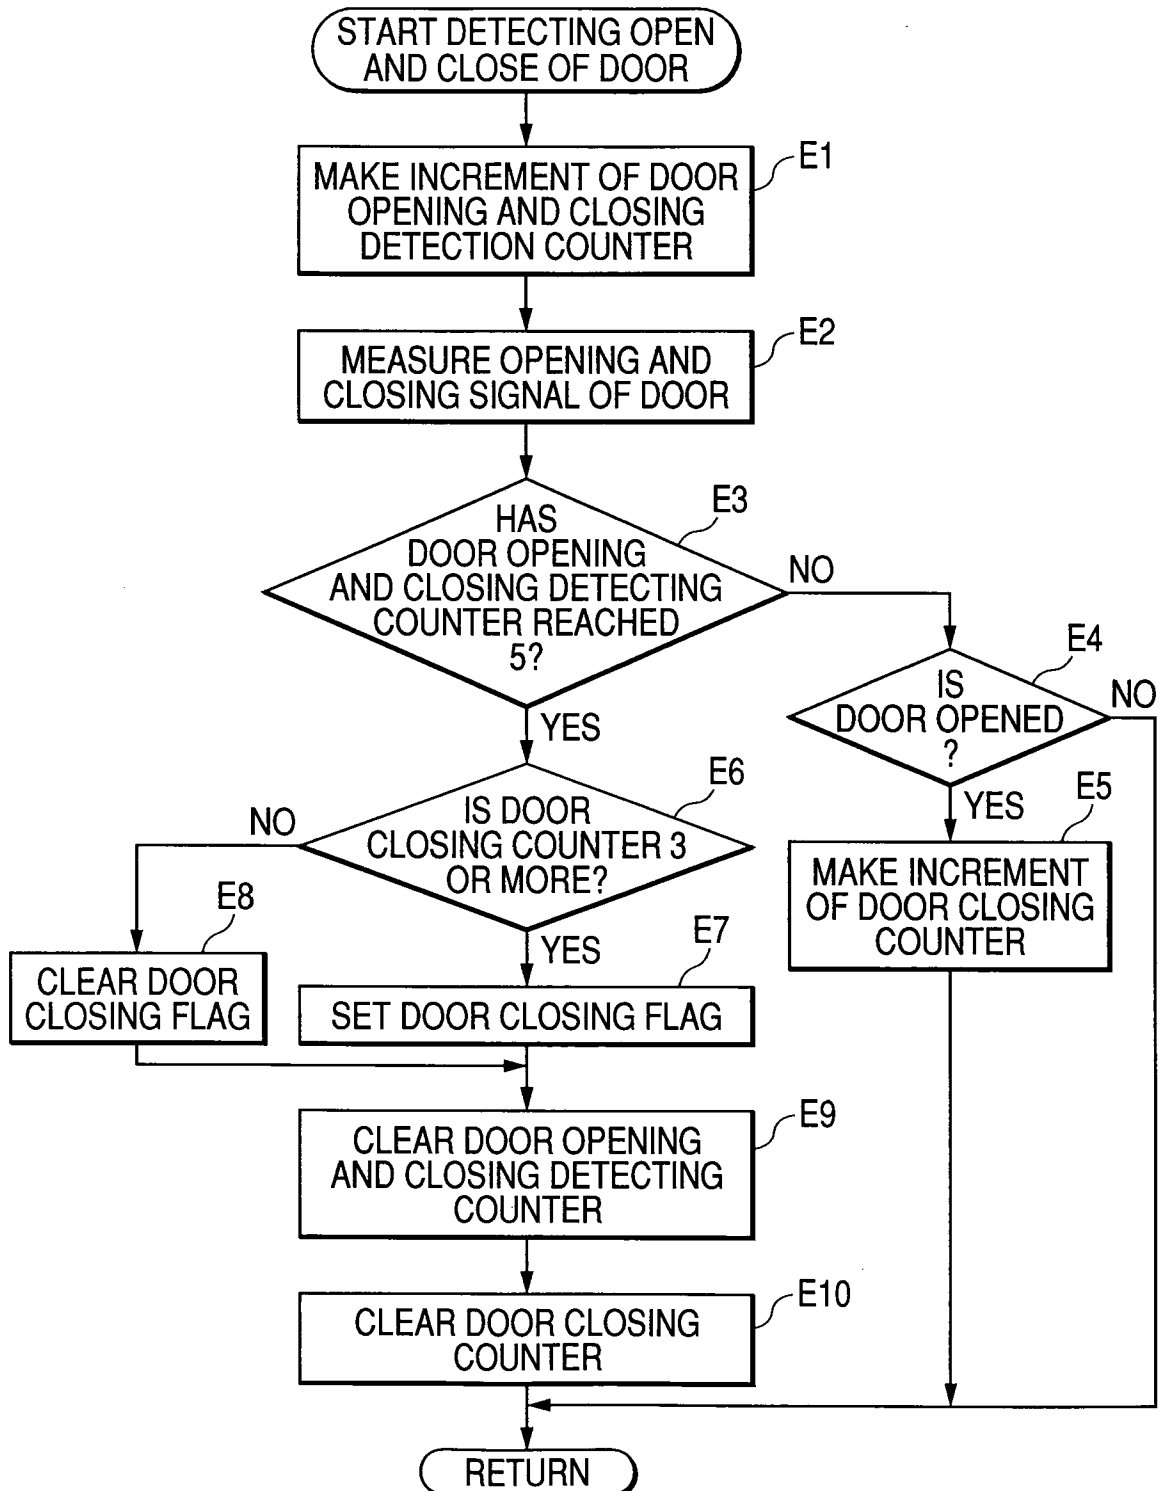 START DETECTING OPEN
AND CLOSE OF DOOR
E1
MAKE INCREMENT OF DOOR
OPENING AND CLOSING
DETECTION COUNTER
E2
MEASURE OPENING AND
CLOSING SIGNAL OF DOOR
E3
HAS
DOOR OPENING
AND CLOSING DETECTING
COUNTER REACHED
5?
NO
YES
E4
IS
DOOR OPENED
?
NO
YES
E5
MAKE INCREMENT
OF DOOR CLOSING
COUNTER
E6
IS DOOR
CLOSING COUNTER 3
OR MORE?
NO
YES
E8
CLEAR DOOR
CLOSING FLAG
E7
SET DOOR CLOSING FLAG
E9
CLEAR DOOR OPENING
AND CLOSING DETECTING
COUNTER
E10
CLEAR DOOR CLOSING
COUNTER
RETURN